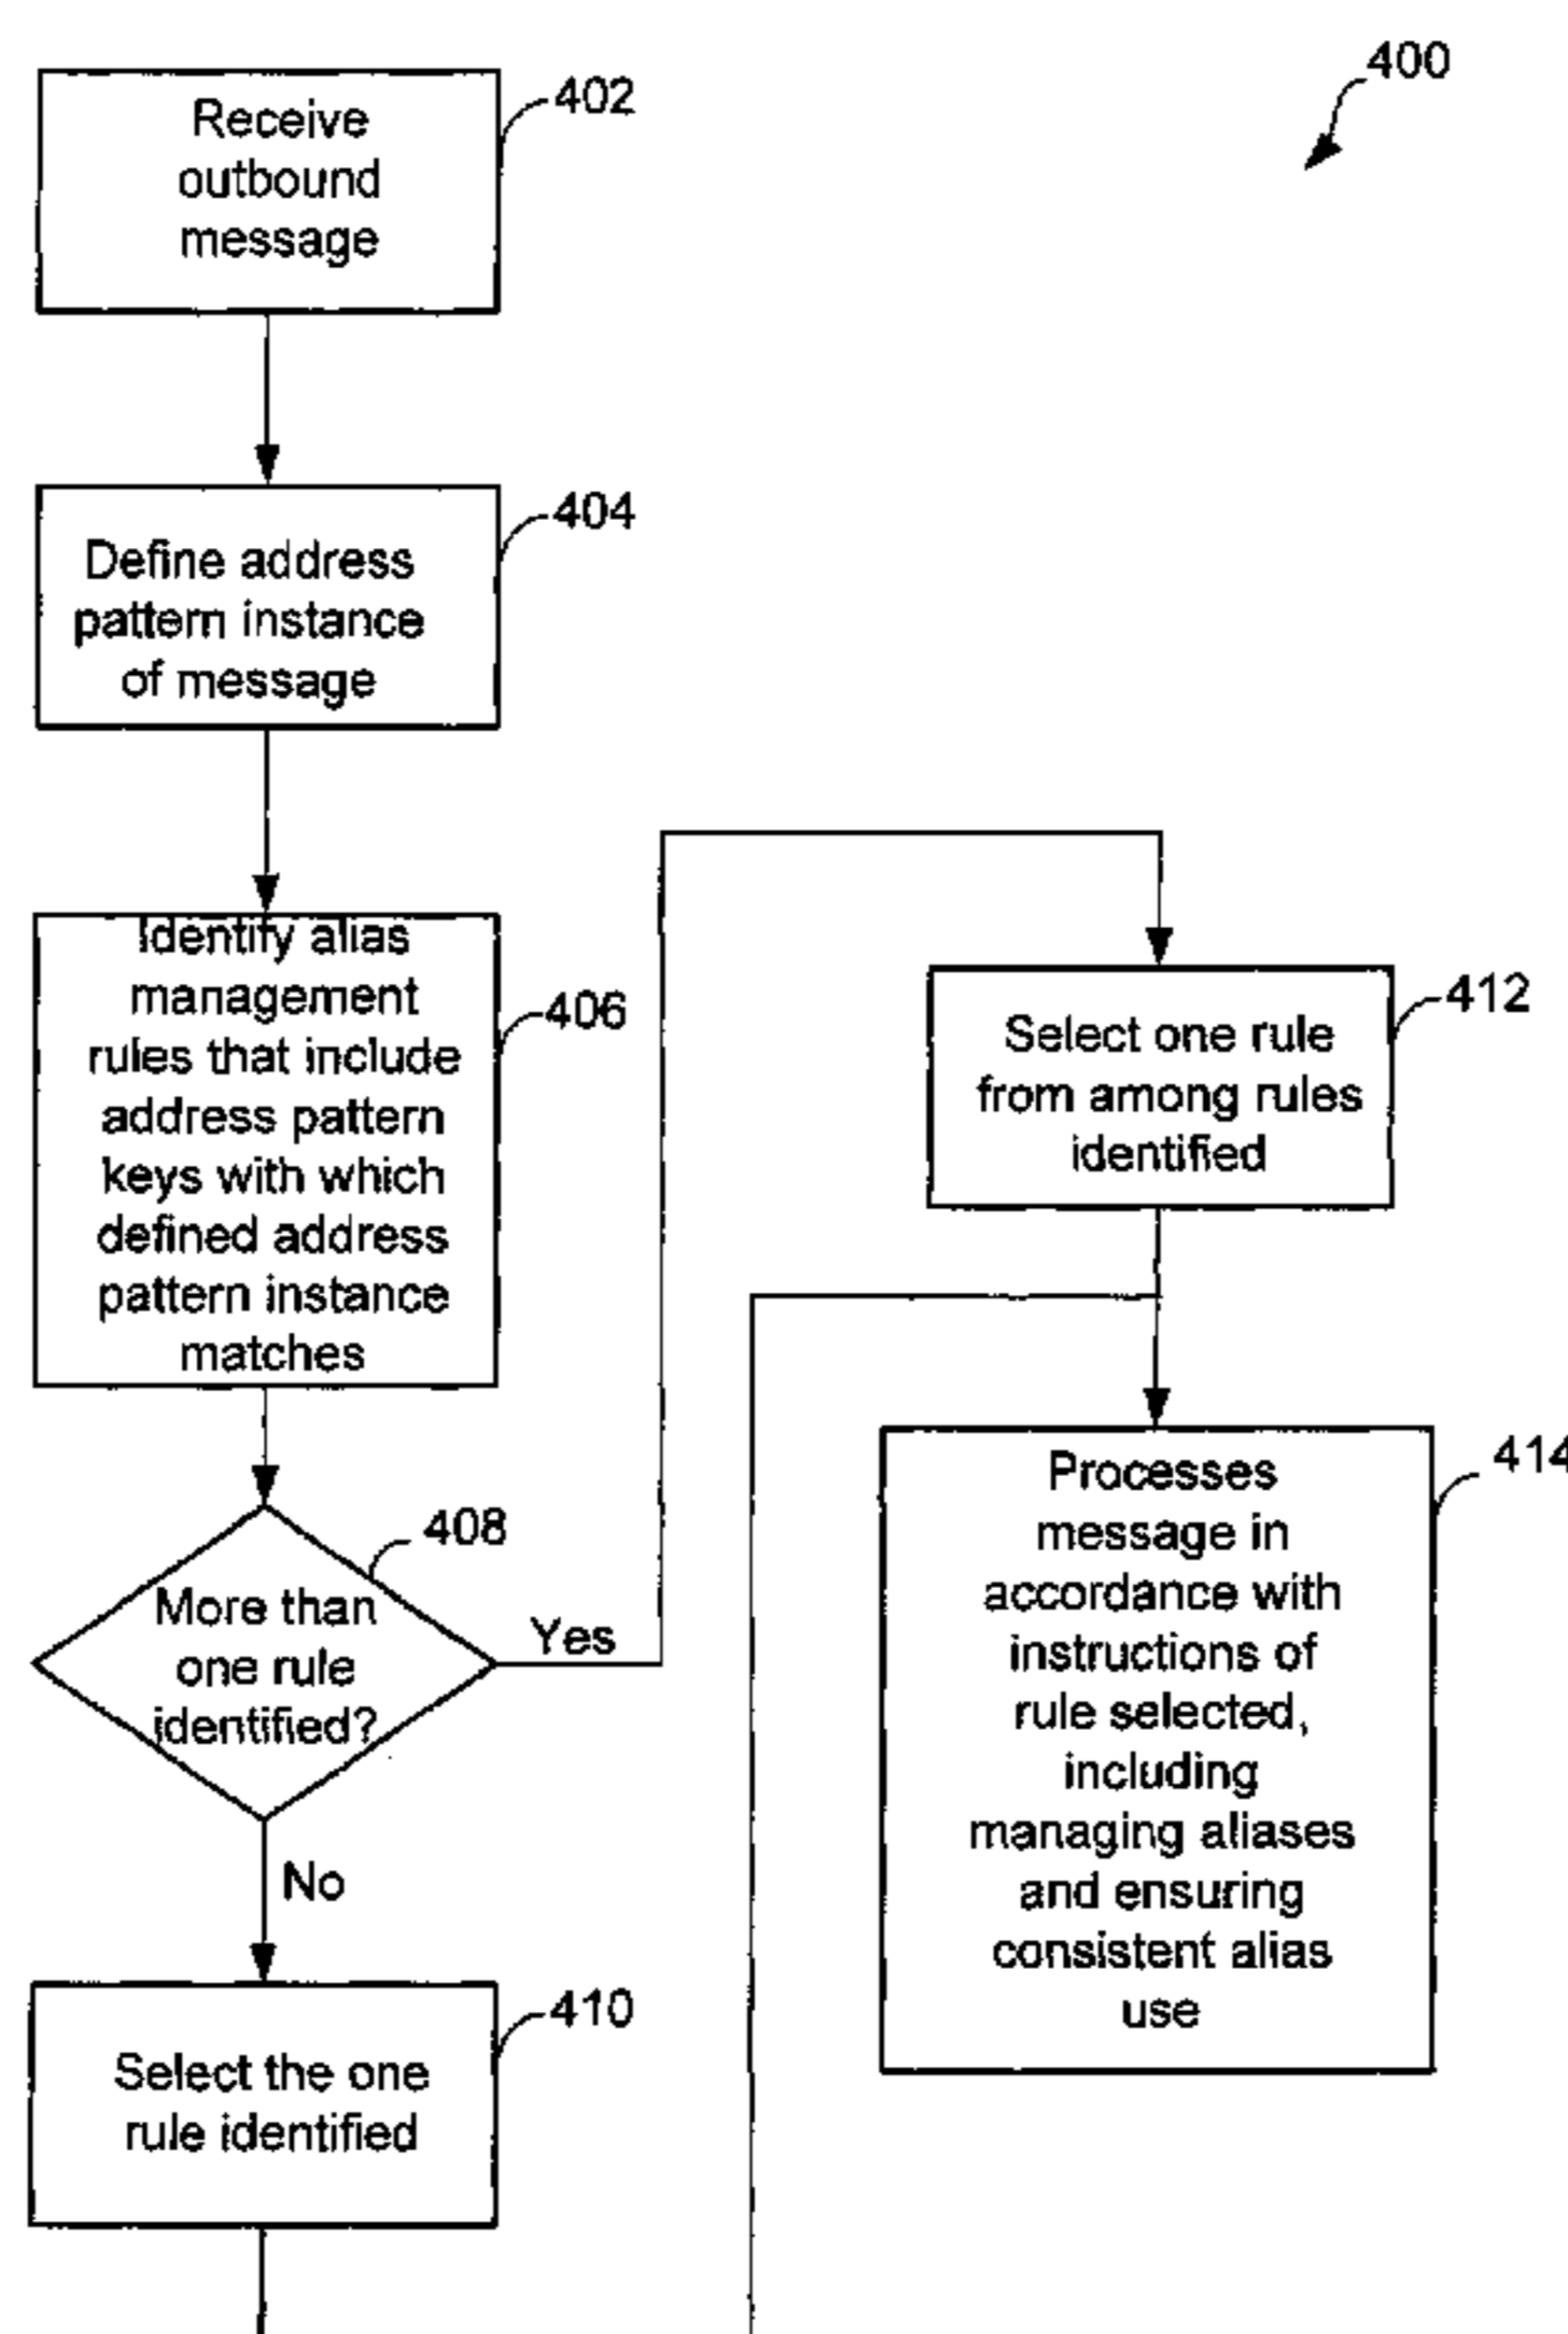 400
Receive
outbound
message
402
Define address
pattern instance
of message
404
Identify alias
management
rules that include
address pattern
keys with which
defined address
pattern instance
matches
406
More than
one rule
identified?
408
Yes
No
Select the one
rule identified
410
Select one rule
from among rules
identified
412
Processes
message in
accordance with
instructions of
rule selected,
including
managing aliases
and ensuring
consistent alias
use
414